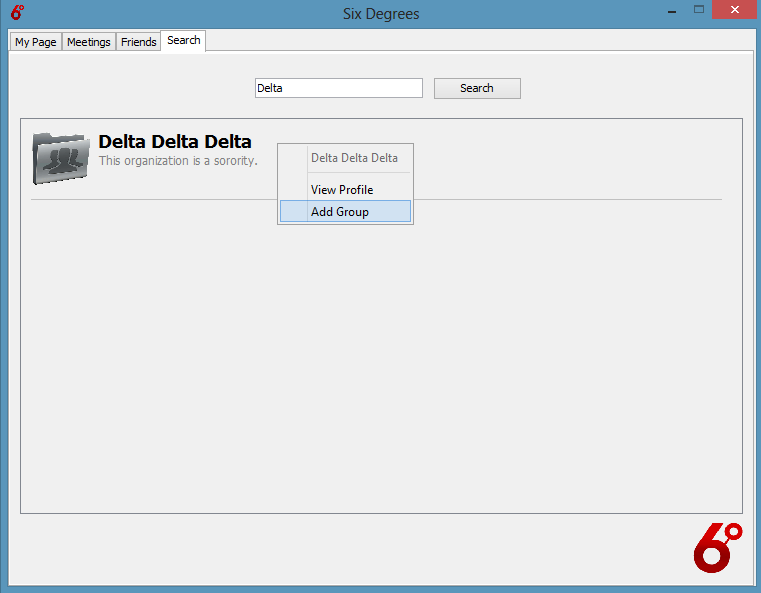 6°
Six Degrees
My Page
Meetings
Friends
Search
Delta
Search
Delta Delta Delta
This organization is a sorority.
Delta Delta Delta
View Profile
Add Group
6°